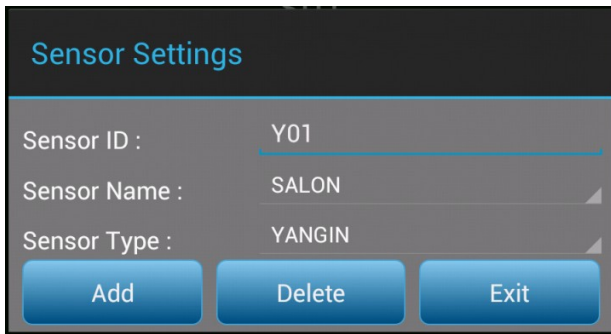 Sensor Settings
Sensor ID : Y01
Sensor Name : SALON
Sensor Type : YANGIN
Add Delete Exit